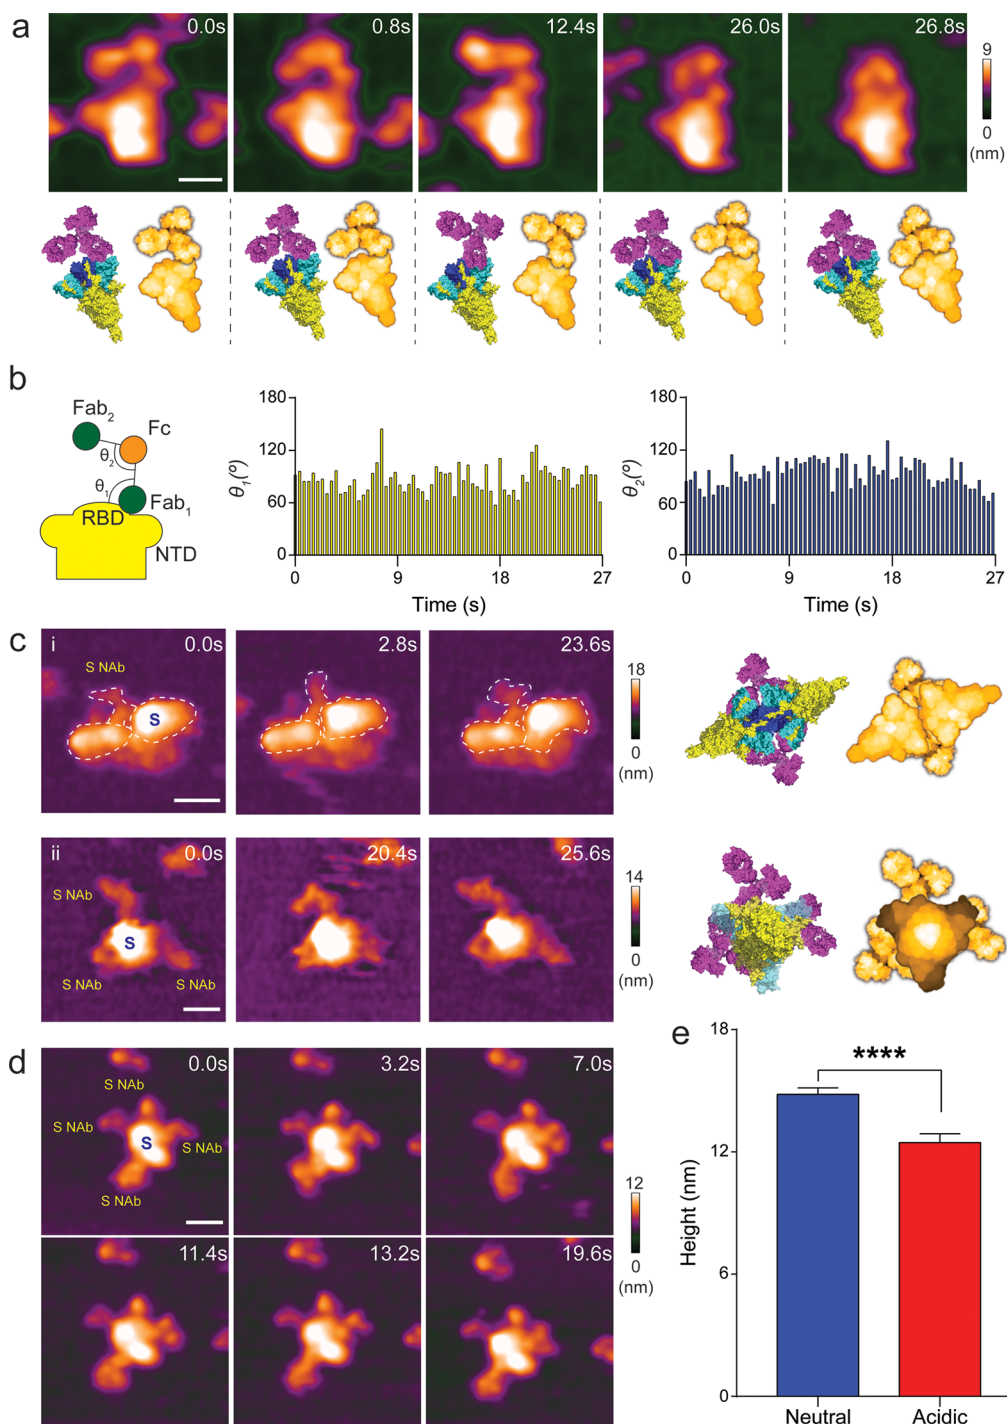 a
0.0s
0.8s
12.4s
26.0s
26.8s
9
0
(nm)
b
Fab2
Fc
θ2
θ1
Fab1
RBD
NTD
180
120
60
0
θ1(º)
0
9
18
27
Time (s)
180
120
60
0
θ2(º)
0
9
18
27
Time (s)
c
i
0.0s
S NAb
S
2.8s
23.6s
18
0
(nm)
ii
0.0s
S NAb
S
S NAb
S NAb
20.4s
25.6s
14
0
(nm)
d
0.0s
S NAb
S NAb
S
S NAb
S NAb
3.2s
7.0s
11.4s
13.2s
19.6s
12
0
(nm)
e
18
12
6
0
Height (nm)
****
Neutral
Acidic